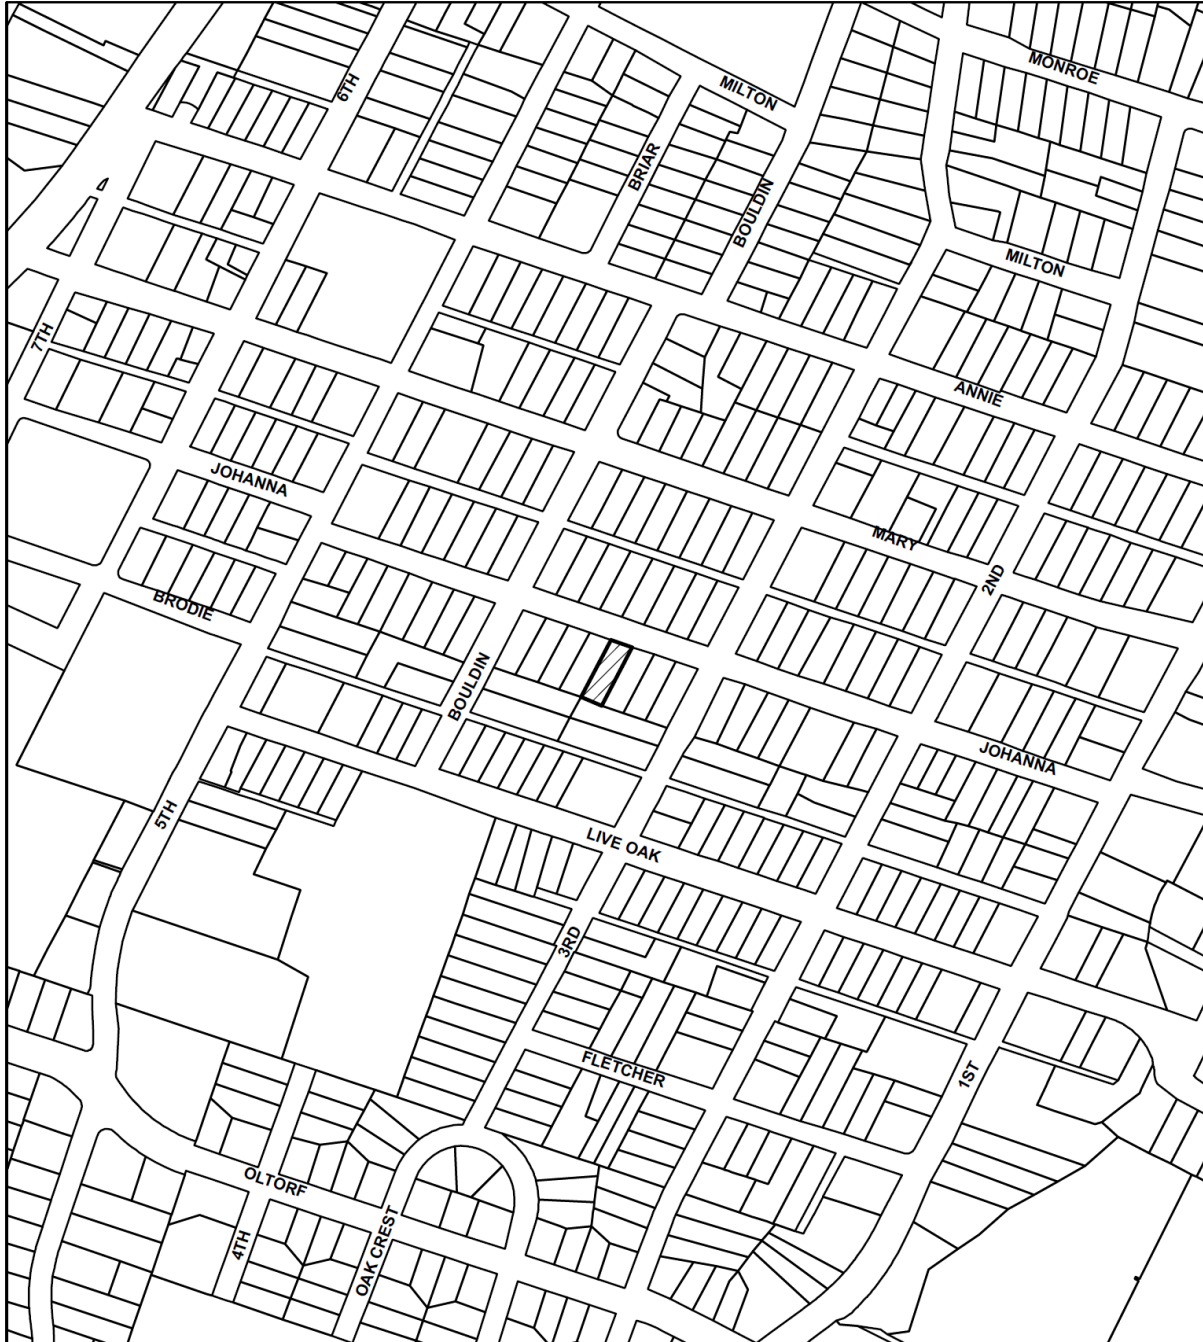 MONROE
6TH
MILTON
BRIAR
BOULDIN
MILTON
7TH
ANNIE
JOHANNA
MARY
2ND
BRODIE
BOULDIN
JOHANNA
5TH
LIVE OAK
3RD
FLETCHER
1ST
OLTORF
4TH
OAK CREST